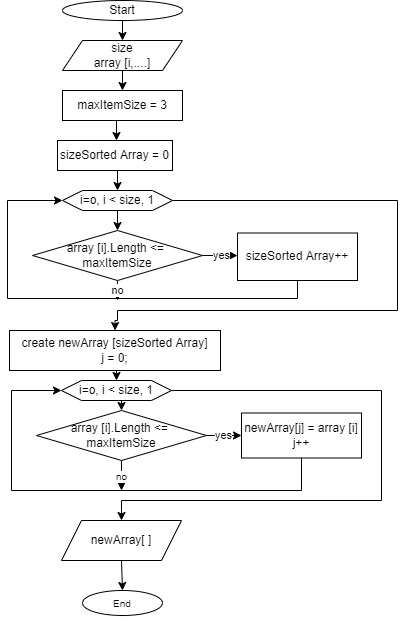 Start
size
array [i,....]
maxItemSize = 3
sizeSorted Array = 0
i=o, i < size, 1
array [i].Length <=
maxItemSize
yes
sizeSorted Array++
no
create newArray [sizeSorted Array]
j = 0;
i=o, i < size, 1
array [i].Length <=
maxItemSize
yes
newArray[j] = array [i]
j++
no
newArray[ ]
End